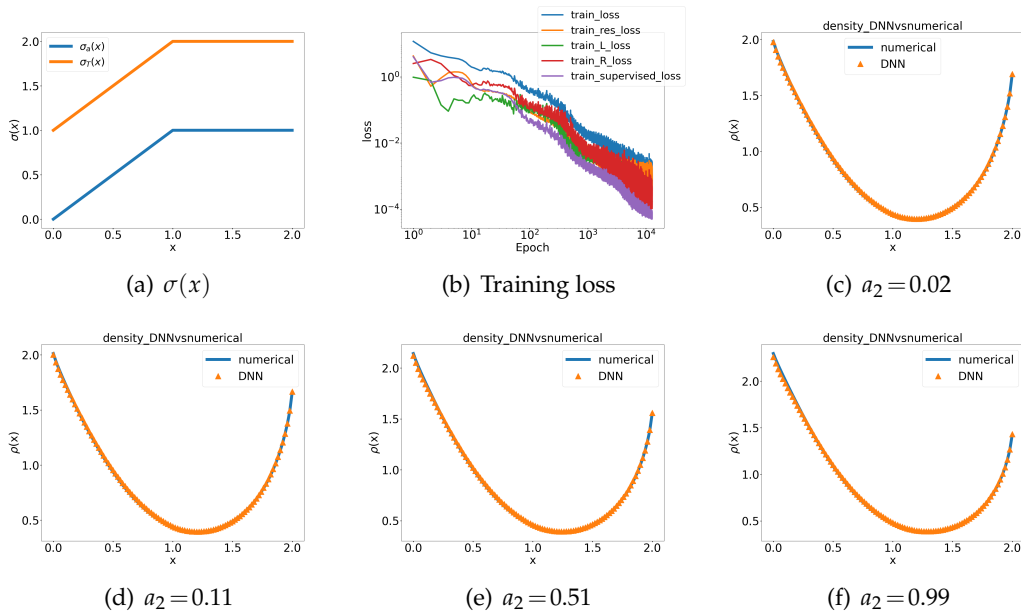 σ_a(x)
σ_T(x)
2.0
1.5
1.0
0.5
0.0
σ(x)
0.0 0.5 1.0 1.5 2.0
x
(a) σ(x)
train_loss
train_res_loss
train_L_loss
train_R_loss
train_supervised_loss
10^0
10^−2
10^−4
loss
10^0 10^1 10^2 10^3 10^4
Epoch
(b) Training loss
density_DNNvsnumerical
numerical
DNN
2.0
1.5
1.0
0.5
ρ(x)
0.0 0.5 1.0 1.5 2.0
x
(c) a_2=0.02
density_DNNvsnumerical
numerical
DNN
2.0
1.5
1.0
0.5
ρ(x)
0.0 0.5 1.0 1.5 2.0
x
(d) a_2=0.11
density_DNNvsnumerical
numerical
DNN
2.0
1.5
1.0
0.5
ρ(x)
0.0 0.5 1.0 1.5 2.0
x
(e) a_2=0.51
density_DNNvsnumerical
numerical
DNN
2.0
1.5
1.0
0.5
ρ(x)
0.0 0.5 1.0 1.5 2.0
x
(f) a_2=0.99